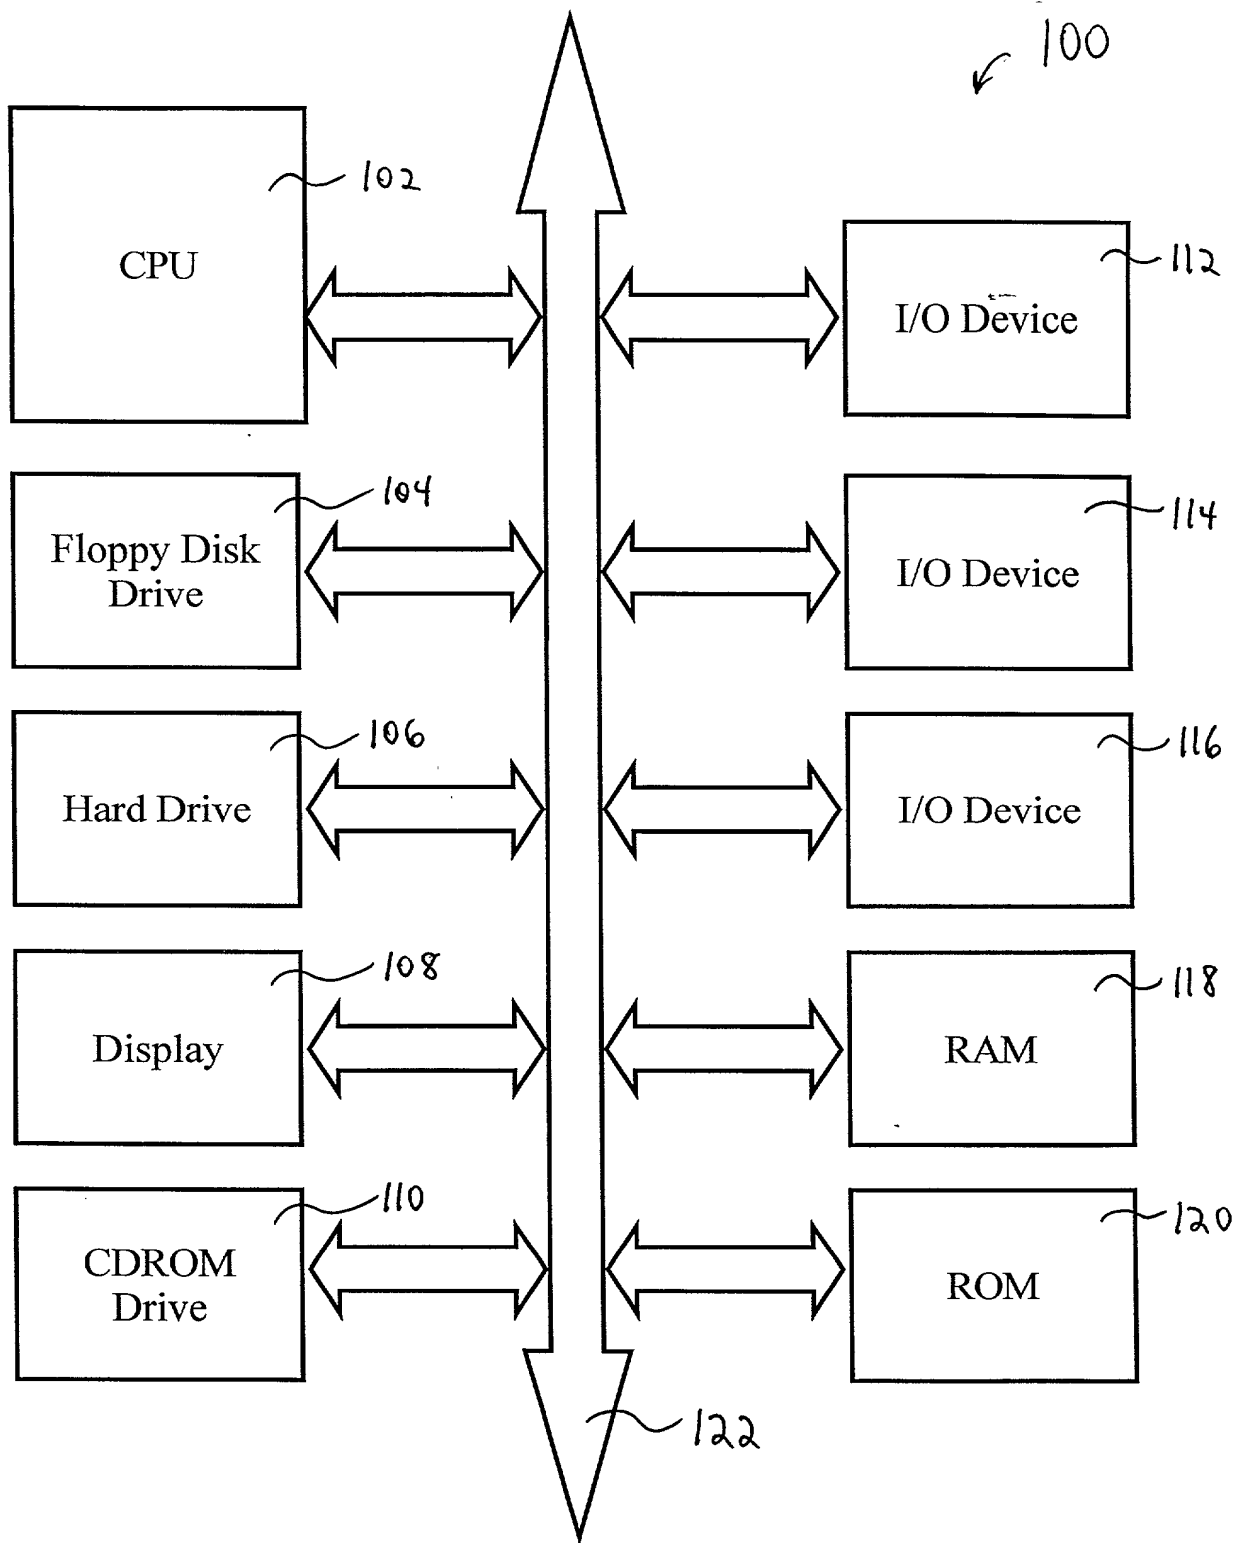 100
102
CPU
112
I/O Device
104
Floppy Disk
Drive
114
I/O Device
106
Hard Drive
116
I/O Device
108
Display
118
RAM
110
CDROM
Drive
120
ROM
122